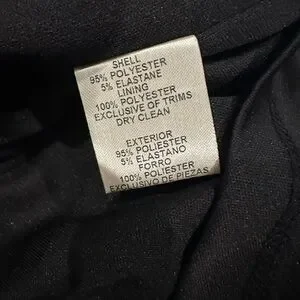 SHELL
95% POLYESTER
5% ELASTANE
LINING
100% POLYESTER
EXCLUSIVE OF TRIMS
DRY CLEAN
EXTERIOR
95% POLIESTER
5% ELASTANO
FORRO
100% POLIESTER
EXCLUSIVO DE PIEZAS